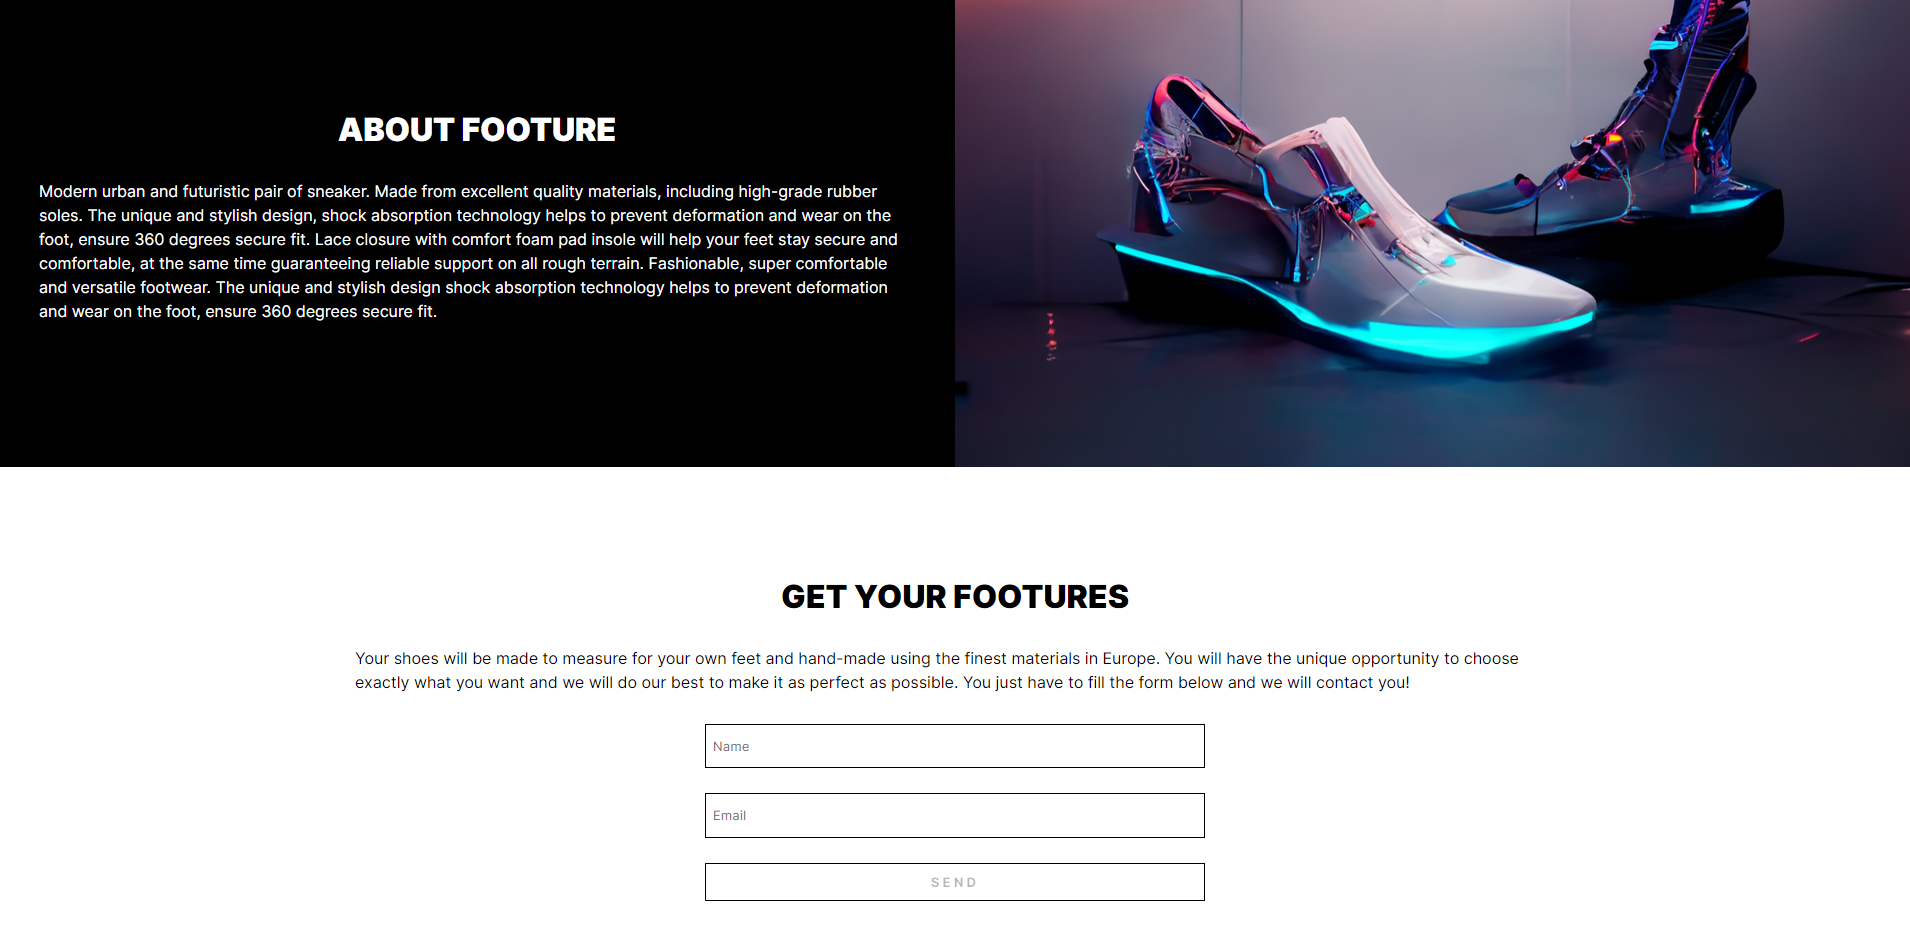 ABOUT FOOTURE
Modern urban and futuristic pair of sneaker. Made from excellent quality materials, including high-grade rubber
soles. The unique and stylish design, shock absorption technology helps to prevent deformation and wear on the
foot, ensure 360 degrees secure fit. Lace closure with comfort foam pad insole will help your feet stay secure and
comfortable, at the same time guaranteeing reliable support on all rough terrain. Fashionable, super comfortable
and versatile footwear. The unique and stylish design shock absorption technology helps to prevent deformation
and wear on the foot, ensure 360 degrees secure fit.
GET YOUR FOOTURES
Your shoes will be made to measure for your own feet and hand-made using the finest materials in Europe. You will have the unique opportunity to choose
exactly what you want and we will do our best to make it as perfect as possible. You just have to fill the form below and we will contact you!
Name
Email
SEND